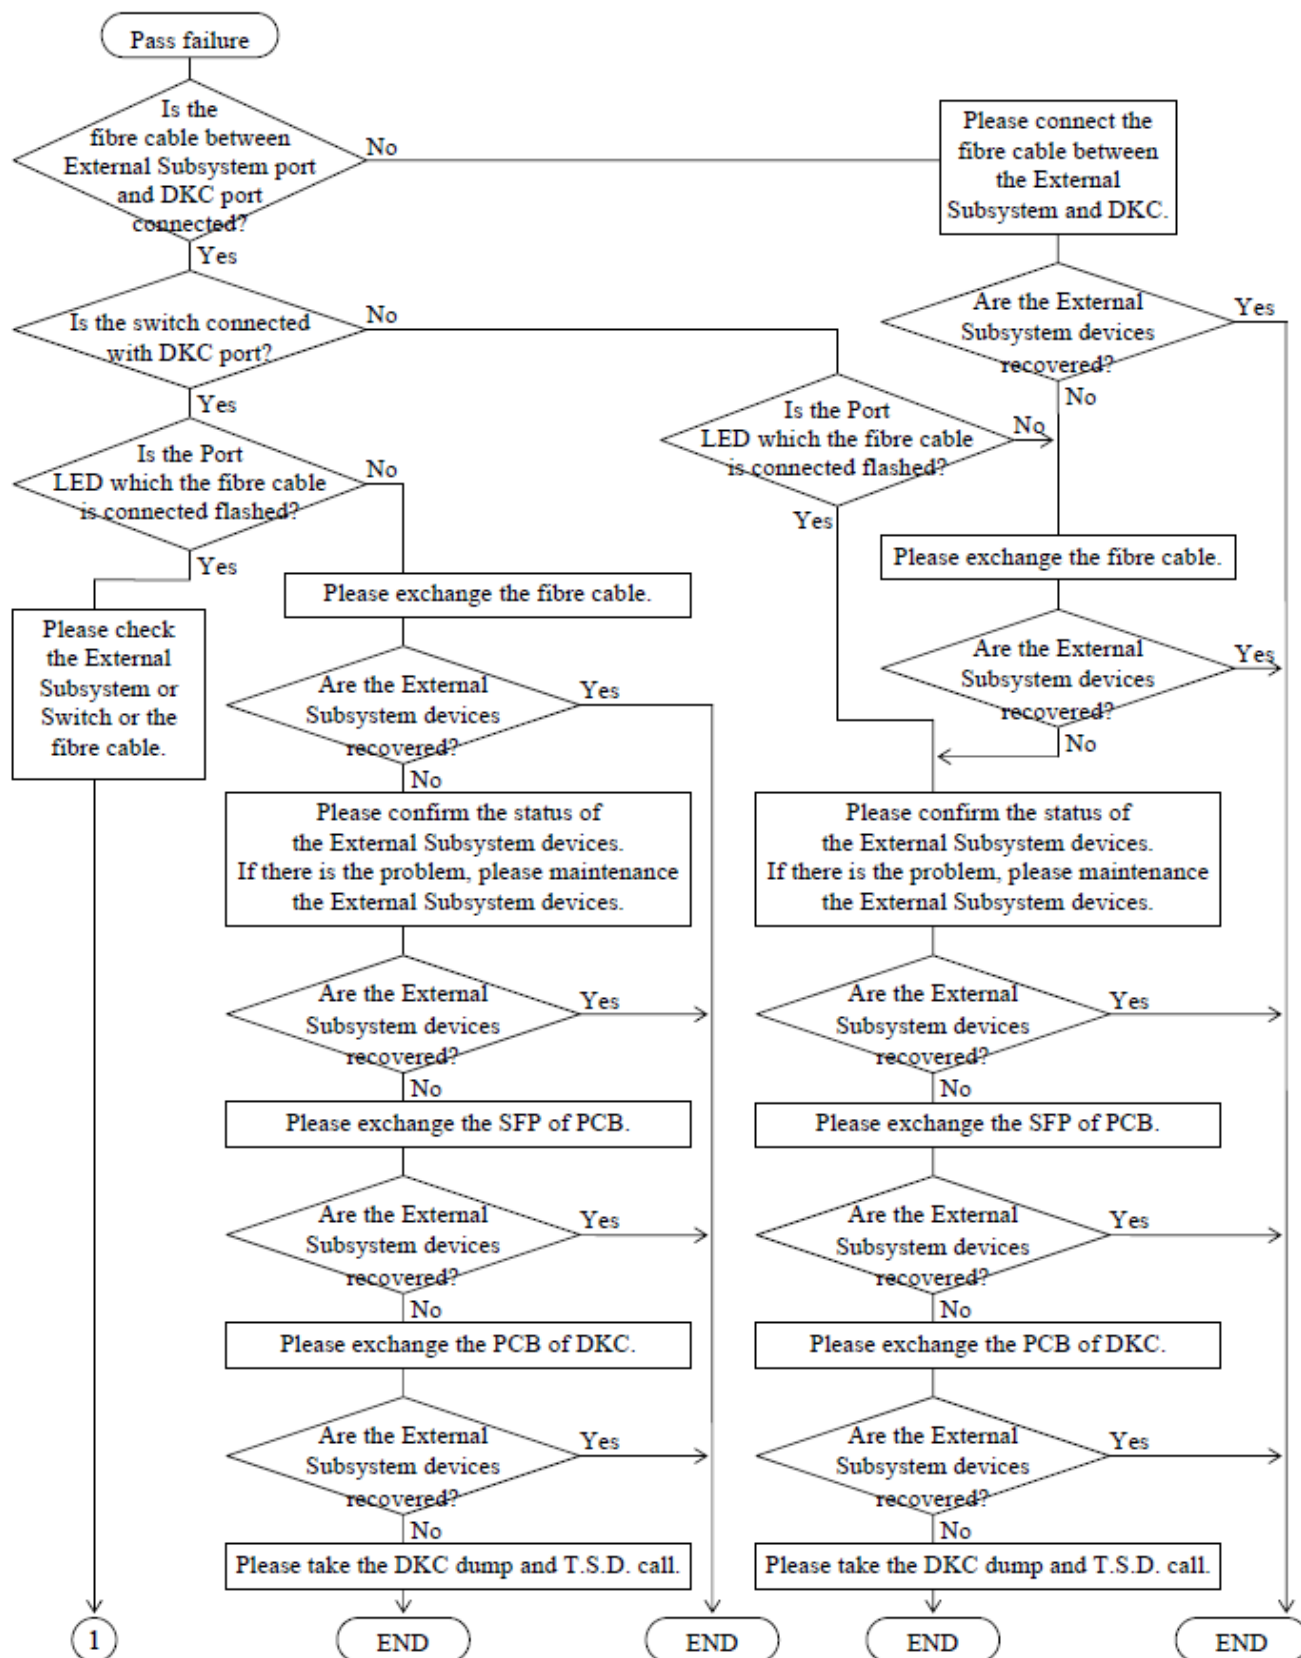 Pass failure
Is the
fibre cable between
External Subsystem port
and DKC port
connected?
No
Yes
Please connect the
fibre cable between
the External
Subsystem and DKC.
Is the switch connected
with DKC port?
No
Yes
Are the External
Subsystem devices
recovered?
Yes
No
Is the Port
LED which the fibre cable
is connected flashed?
No
Yes
Is the Port
LED which the fibre cable
is connected flashed?
No
Yes
Please exchange the fibre cable.
Are the External
Subsystem devices
recovered?
Yes
No
Please check
the External
Subsystem or
Switch or the
fibre cable.
Please exchange the fibre cable.
Are the External
Subsystem devices
recovered?
Yes
No
Please confirm the status of
the External Subsystem devices.
If there is the problem, please maintenance
the External Subsystem devices.
Are the External
Subsystem devices
recovered?
Yes
No
Please exchange the SFP of PCB.
Are the External
Subsystem devices
recovered?
Yes
No
Please exchange the PCB of DKC.
Are the External
Subsystem devices
recovered?
Yes
No
Please take the DKC dump and T.S.D. call.
Please confirm the status of
the External Subsystem devices.
If there is the problem, please maintenance
the External Subsystem devices.
Are the External
Subsystem devices
recovered?
Yes
No
Please exchange the SFP of PCB.
Are the External
Subsystem devices
recovered?
Yes
No
Please exchange the PCB of DKC.
Are the External
Subsystem devices
recovered?
Yes
No
Please take the DKC dump and T.S.D. call.
1
END
END
END
END